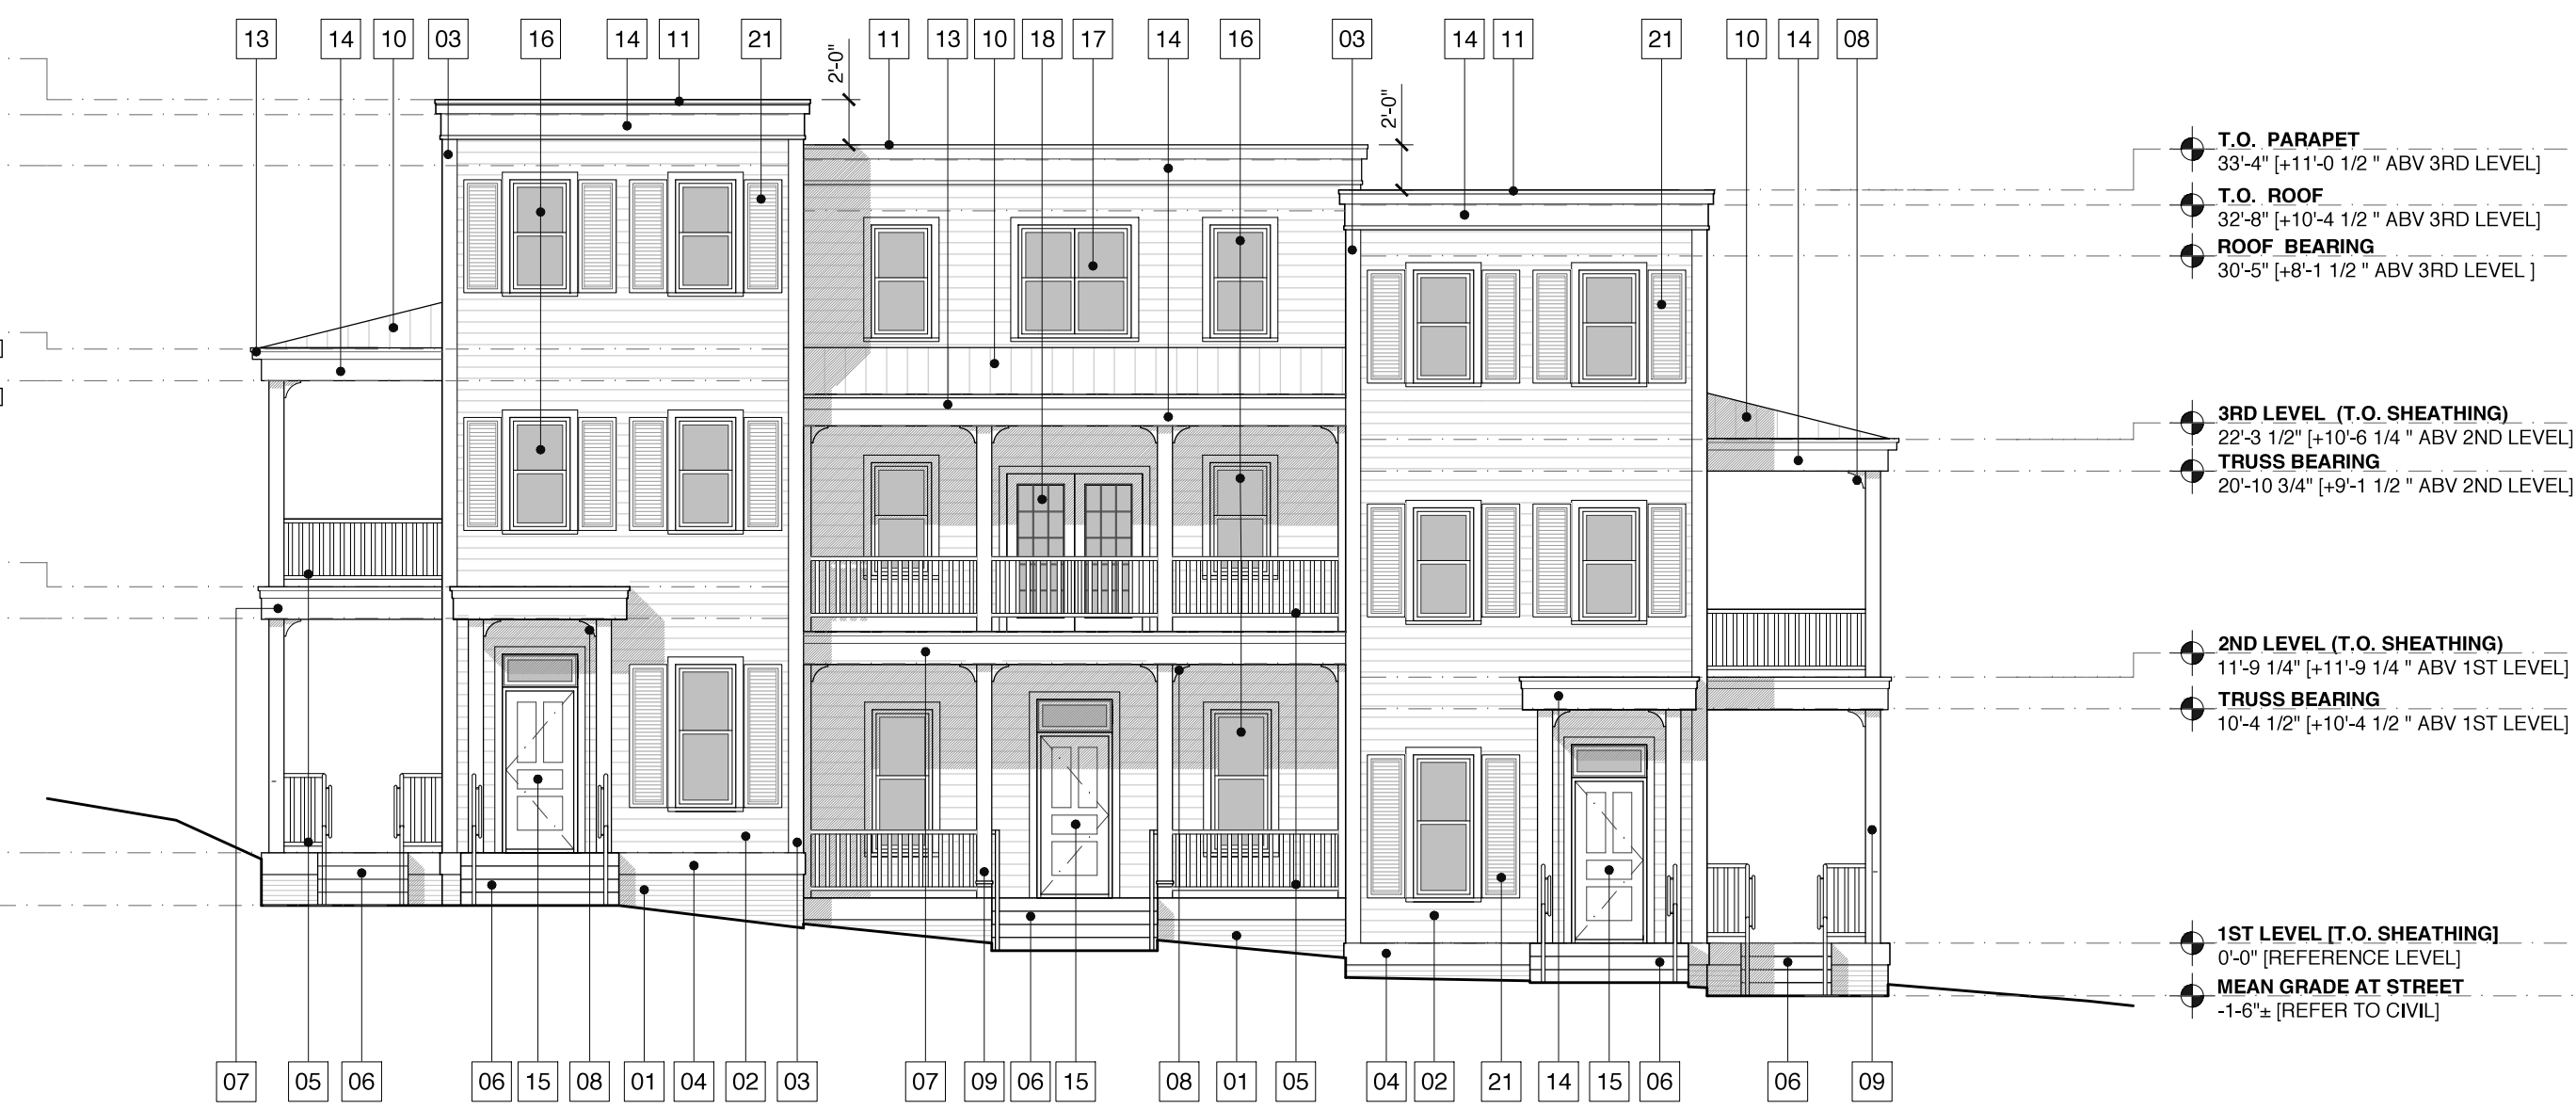 13 14 10 03 16 14 11 21 11 13 10 18 17 14 16 03 14 11 21 10 14 08
2'-0"
2'-0"
T.O. PARAPET
33'-4" [+11'-0 1/2 " ABV 3RD LEVEL]
T.O. ROOF
32'-8" [+10'-4 1/2 " ABV 3RD LEVEL]
ROOF BEARING
30'-5" [+8'-1 1/2 " ABV 3RD LEVEL ]
]
]
3RD LEVEL (T.O. SHEATHING)
22'-3 1/2" [+10'-6 1/4 " ABV 2ND LEVEL]
TRUSS BEARING
20'-10 3/4" [+9'-1 1/2 " ABV 2ND LEVEL]
2ND LEVEL (T.O. SHEATHING)
11'-9 1/4" [+11'-9 1/4 " ABV 1ST LEVEL]
TRUSS BEARING
10'-4 1/2" [+10'-4 1/2 " ABV 1ST LEVEL]
1ST LEVEL [T.O. SHEATHING]
0'-0" [REFERENCE LEVEL]
MEAN GRADE AT STREET
-1-6"± [REFER TO CIVIL]
07 05 06 06 15 08 01 04 02 03 07 09 06 15 08 01 05 04 02 21 14 15 06 06 09